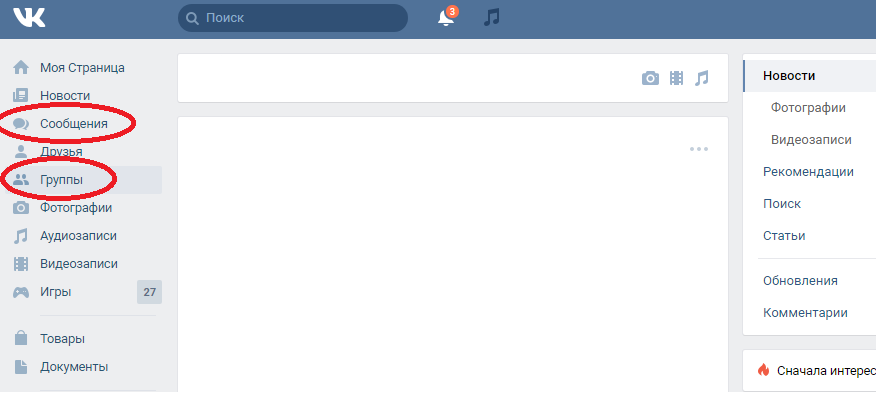 Поиск
3
Моя Страница
Новости
Сообщения
Друзья
Группы
Фотографии
Аудиозаписи
Видеозаписи
Игры 27
Товары
Документы
Новости
Фотографии
Видеозаписи
Рекомендации
Поиск
Статьи
Обновления
Комментарии
Сначала интерес